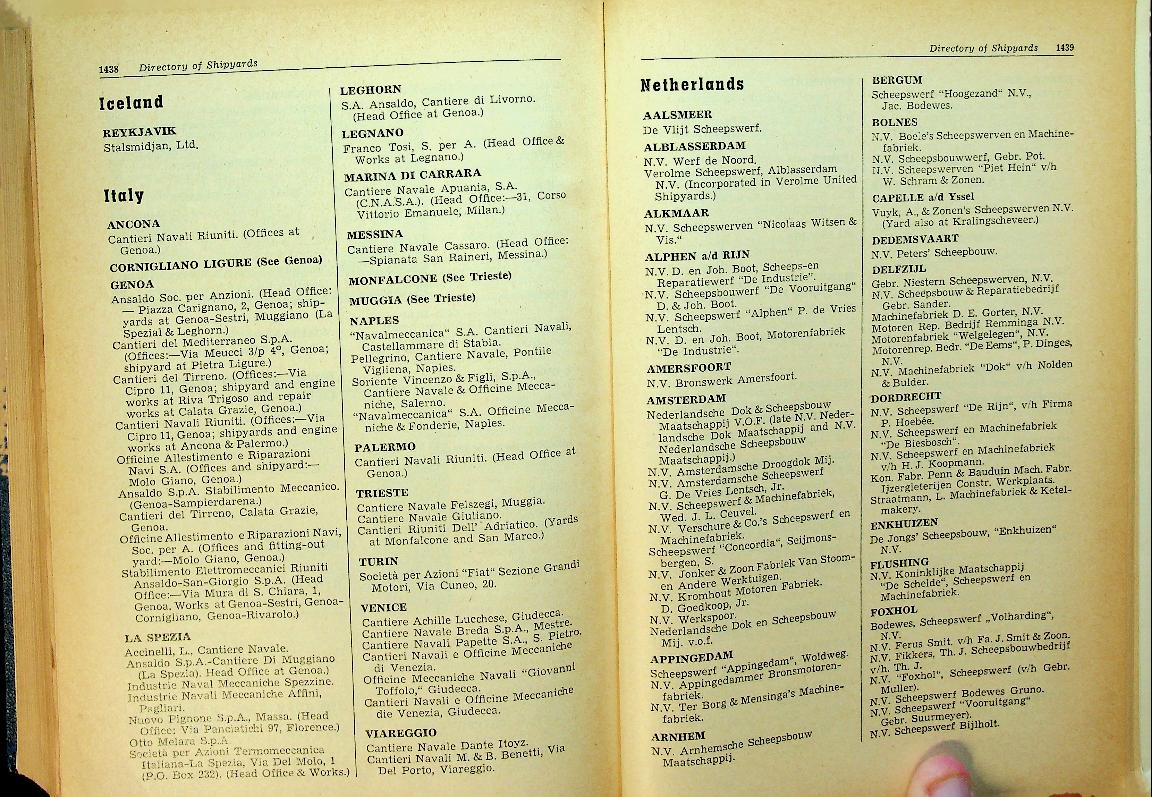 1438 Directory of Shipyards
Iceland
REYKJAVIK
Stalsmidjan, Ltd.
Italy
ANCONA
Cantieri Navali Riuniti. (Offices at
Genoa.)
CORNIGLIANO LIGURE (See Genoa)
GENOA
Ansaldo Soc. per Anzioni. (Head Office:
— Piazza Carignano, 2, Genoa; ship-
yards at Genoa-Sestri, Muggiano (La
Spezial & Leghorn.)
Cantieri del Mediterraneo S.p.A.
(Offices:—Via Meucci 3/p 4º, Genoa;
shipyard at Pietra Ligure.)
Cantieri del Tirreno. (Offices:—Via
Cipro 11, Genoa; shipyard and engine
works at Riva Trigoso and repair
works at Calata Grazie, Genoa.)
Cantieri Navali Riuniti. (Offices:—Via
Cipro 11, Genoa; shipyards and engine
works at Ancona & Palermo.)
Officine Allestimento e Riparazioni
Navi S.A. (Offices and shipyard:—
Molo Giano, Genoa.)
Ansaldo S.p.A. Stabilimento Meccanico.
(Genoa-Sampierdarena.)
Cantieri del Tirreno, Calata Grazie,
Genoa.
Officine Allestimento e Riparazioni Navi,
Soc. per A. (Offices and fitting-out
yard:—Molo Giano, Genoa.)
Stabilimento Elettromeccanici Riuniti
Ansaldo-San-Giorgio S.p.A. (Head
Office:—Via Mura di S. Chiara, 1,
Genoa, Works at Genoa-Sestri, Genoa-
Cornigliano, Genoa-Rivarolo.)
LA SPEZIA
Accinelli, L., Cantiere Navale.
Ansaldo S.p.A.-Cantiere Di Muggiano
(La Spezia). Head Office at Genoa.)
Industrie Naval Meccaniche Spezzine.
Industrie Navali Meccaniche Affini,
Pagliari.
Nuovo Pignone S.p.A., Massa. (Head
Office: Via Panciatichi 97, Florence.)
Otto Melara S.p.A
Società per Azioni Termomeccanica
Italiana-La Spezia, Via Del Molo, 1
(P.O. Box 232). (Head Office & Works.)
LEGHORN
S.A. Ansaldo, Cantiere di Livorno.
(Head Office at Genoa.)
LEGNANO
Franco Tosi, S. per A. (Head Office &
Works at Legnano.)
MARINA DI CARRARA
Cantiere Navale Apuania, S.A.
(C.N.A.S.A.). (Head Office:—31, Corso
Vittorio Emanuele, Milan.)
MESSINA
Cantiere Navale Cassaro. (Head Office:
—Spianata San Raineri, Messina.)
MONFALCONE (See Trieste)
MUGGIA (See Trieste)
NAPLES
"Navalmeccanica" S.A. Cantieri Navali,
Castellammare di Stabia.
Pellegrino, Cantiere Navale, Pontile
Vigliena, Naples.
Soriente Vincenzo & Figli, S.p.A.,
Cantiere Navale & Officine Mecca-
niche, Salerno.
"Navalmeccanica" S.A. Officine Mecca-
niche & Fonderie, Naples.
PALERMO
Cantieri Navali Riuniti. (Head Office at
Genoa.)
TRIESTE
Cantiere Navale Felszegi, Muggia.
Cantiere Navale Giuliano.
Cantieri Riuniti Dell' Adriatico. (Yards
at Monfalcone and San Marco.)
TURIN
Società per Azioni "Fiat" Sezione Grandi
Motori, Via Cuneo, 20.
VENICE
Cantiere Achille Lucchese, Giudecca.
Cantiere Navale Breda S.p.A., Mestre.
Cantieri Navali Papette S.A., S. Pietro.
Cantieri Navali e Officine Meccaniche
di Venezia.
Officine Meccaniche Navali "Giovanni
Toffolo," Giudecca.
Cantieri Navali e Officine Meccaniche
die Venezia, Giudecca.
VIAREGGIO
Cantiere Navale Dante Itoyz.
Cantieri Navali M. & B. Benetti, Via
Del Porto, Viareggio.
Directory of Shipyards 1439
Netherlands
AALSMEER
De Vlijt Scheepswerf.
ALBLASSERDAM
N.V. Werf de Noord.
Verolme Scheepswerf, Alblasserdam
N.V. (Incorporated in Verolme United
Shipyards.)
ALKMAAR
N.V. Scheepswerven "Nicolaas Witsen &
Vis."
ALPHEN a/d RIJN
N.V. D. en Joh. Boot, Scheeps-en
Reparatiewerf "De Industrie".
N.V. Scheepsbouwerf "De Vooruitgang"
D. & Joh. Boot.
N.V. Scheepswerf "Alphen" P. de Vries
Lentsch.
N.V. D. en Joh. Boot, Motorenfabriek
"De Industrie".
AMERSFOORT
N.V. Bronswerk Amersfoort.
AMSTERDAM
Nederlandsche Dok & Scheepsbouw
Maatschappij V.O.F. (late N.V. Neder-
landsche Dok Maatschappij and N.V.
Nederlandsche Scheepsbouw
Maatschappij.)
N.V. Amsterdamsche Droogdok Mij.
N.V. Amsterdamsche Scheepswerf
G. De Vries Lentsch, Jr.
N.V. Scheepswerf & Machinefabriek,
Wed. J. L. Ceuvel.
N.V. Verschure & Co.'s Scheepswerf en
Machinefabriek.
Scheepswerf "Concordia", Seijmons-
bergen, S.
N.V. Jonker & Zoon Fabriek Van Stoom-
en Andere Werktuigen.
N.V. Kromhout Motoren Fabriek.
D. Goedkoop, Jr.
N.V. Werkspoor.
Nederlandsche Dok en Scheepsbouw
Mij. v.o.f.
APPINGEDAM
Scheepswerf "Appingedam", Woldweg.
N.V. Appingedammer Bronsmotoren-
fabriek.
N.V. Ter Borg & Mensinga's Machine-
fabriek.
ARNHEM
N.V. Arnhemsche Scheepsbouw
Maatschappij.
BERGUM
Scheepswerf "Hoogezand" N.V.,
Jac. Bodewes.
BOLNES
N.V. Boele's Scheepswerven en Machine-
fabriek.
N.V. Scheepsbouwwerf, Gebr. Pot.
N.V. Scheepswerven "Piet Hein" v/h
W. Schram & Zonen.
CAPELLE a/d Yssel
Vuyk, A., & Zonen's Scheepswerven N.V.
(Yard also at Kralingscheveer.)
DEDEMSVAART
N.V. Peters' Scheepbouw.
DELFZIJL
Gebr. Niestern Scheepswerven, N.V.
N.V. Scheepsbouw & Reparatiebedrijf
Gebr. Sander.
Machinefabriek D. E. Gorter, N.V.
Motoren Rep. Bedrijf Remminga N.V.
Motorenfabriek "Welgelegen", N.V.
Motorenrep. Bedr. "De Eems", P. Dinges,
N.V.
N.V. Machinefabriek "Dok" v/h Nolden
& Bulder.
DORDRECHT
N.V. Scheepswerf "De Rijn", v/h Firma
P. Hoebée.
N.V. Scheepswerf en Machinefabriek
"De Biesbosch".
N.V. Scheepswerf en Machinefabriek
v/h H. J. Koopmann.
Kon. Fabr. Penn & Bauduin Mach. Fabr.
Ijzergieterijen Constr. Werkplaats.
Straatmann, L. Machinefabriek & Ketel-
makery.
ENKHUIZEN
De Jongs' Scheepsbouw, "Enkhuizen"
N.V.
FLUSHING
N.V. Koninklijke Maatschappij
"De Schelde", Scheepswerf en
Machinefabriek.
FOXHOL
Bodewes, Scheepswerf „Volharding",
N.V.
N.V. Ferus Smit. v/h Fa. J. Smit & Zoon.
N.V. Fikkers, Th. J. Scheepsbouwbedrijf
v/h. Th. J.
N.V. "Foxhol", Scheepswerf (v/h Gebr.
Muller).
N.V. Scheepswerf Bodewes Gruno.
N.V. Scheepswerf "Vooruitgang"
Gebr. Suurmeyer).
N.V. Scheepswerf Bijlholt.